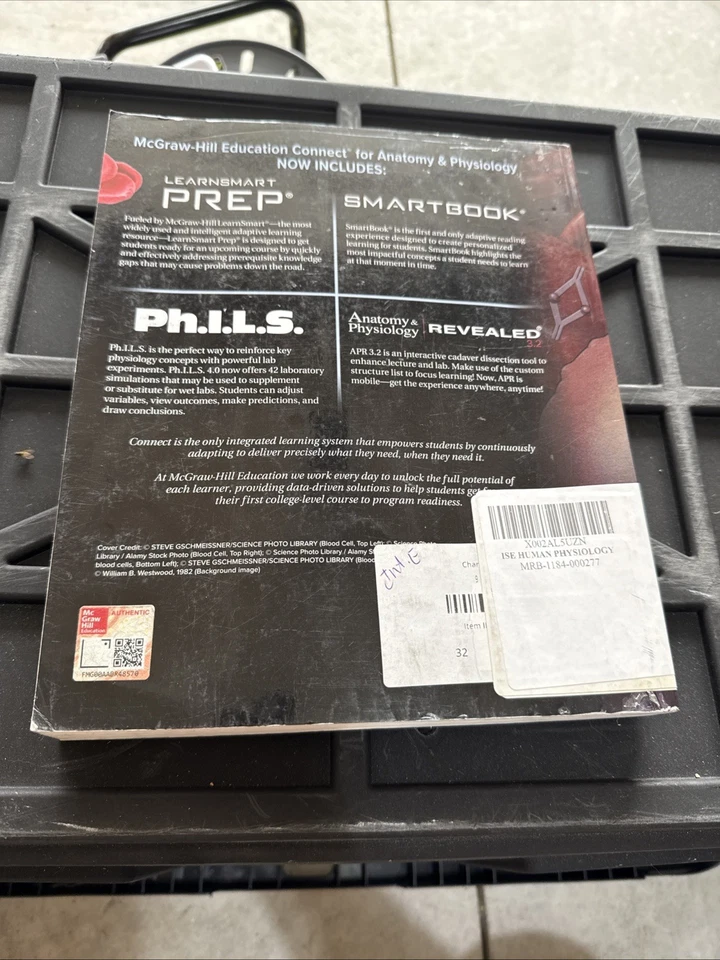 McGraw-Hill Education Connect® for Anatomy & Physiology
NOW INCLUDES:
LEARNSMART
PREP®
Fueled by McGraw-Hill LearnSmart®—the most
widely used and intelligent adaptive learning
resource—LearnSmart Prep® is designed to get
students ready for an upcoming course by quickly
and effectively addressing prerequisite knowledge
gaps that may cause problems down the road.
SMARTBOOK®
SmartBook® is the first and only adaptive reading
experience designed to create personalized
learning for students. SmartBook highlights the
most impactful concepts a student needs to learn
at that moment in time.
Ph.I.L.S.
Ph.I.L.S. is the perfect way to reinforce key
physiology concepts with powerful lab
experiments. Ph.I.L.S. 4.0 now offers 42 laboratory
simulations that may be used to supplement
or substitute for wet labs. Students can adjust
variables, view outcomes, make predictions, and
draw conclusions.
Anatomy &
Physiology
REVEALED®
3.2
APR 3.2 is an interactive cadaver dissection tool to
enhance lecture and lab. Make use of the custom
structure list to focus learning! Now, APR is
mobile—get the experience anywhere, anytime!
Connect is the only integrated learning system that empowers students by continuously
adapting to deliver precisely what they need, when they need it.
At McGraw-Hill Education we work every day to unlock the full potential of
each learner, providing data-driven solutions to help students get
their first college-level course to program readiness.
Cover Credit: © STEVE GSCHMEISSNER/SCIENCE PHOTO LIBRARY (Blood Cell, Top Left); © Science Photo
Library / Alamy Stock Photo (Blood Cell, Top Right); © Science Photo Library / Alamy
blood cells, Bottom Left); © STEVE GSCHMEISSNER/SCIENCE PHOTO LIBRARY (Blood
© William B. Westwood, 1982 (Background image)
Mc
Graw
Hill
Education
AUTHENTIC
Int. E
$
Item
32
X002AL5UZN
ISE HUMAN PHYSIOLOGY
MRB-1184-000277